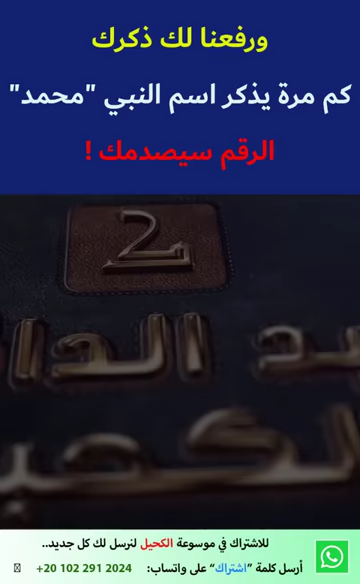 ورفعنا لك ذكرك
كم مرة يذكر اسم النبي "محمد"
الرقم سيصدمك !
2
للاشتراك في موسوعة الكحيل لنرسل لك كل جديد..
أرسل كلمة "اشتراك" على واتساب: +20 102 291 2024